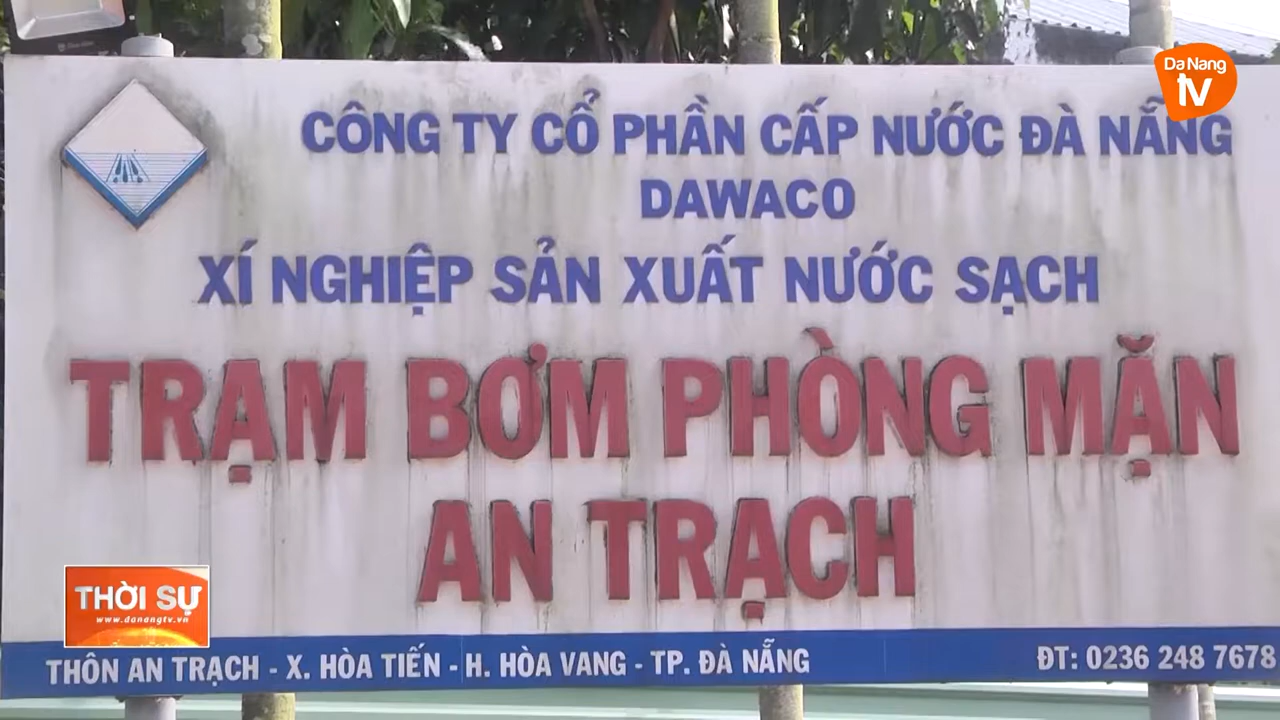 Da Nang
tv
CÔNG TY CỔ PHẦN CẤP NƯỚC ĐÀ NẴNG
DAWACO
XÍ NGHIỆP SẢN XUẤT NƯỚC SẠCH
TRẠM BƠM PHÒNG MẶN
AN TRẠCH
THỜI SỰ
www.danangtv.vn
THÔN AN TRẠCH - X. HÒA TIẾN - H. HÒA VANG - TP. ĐÀ NẴNG ĐT: 0236 248 7678